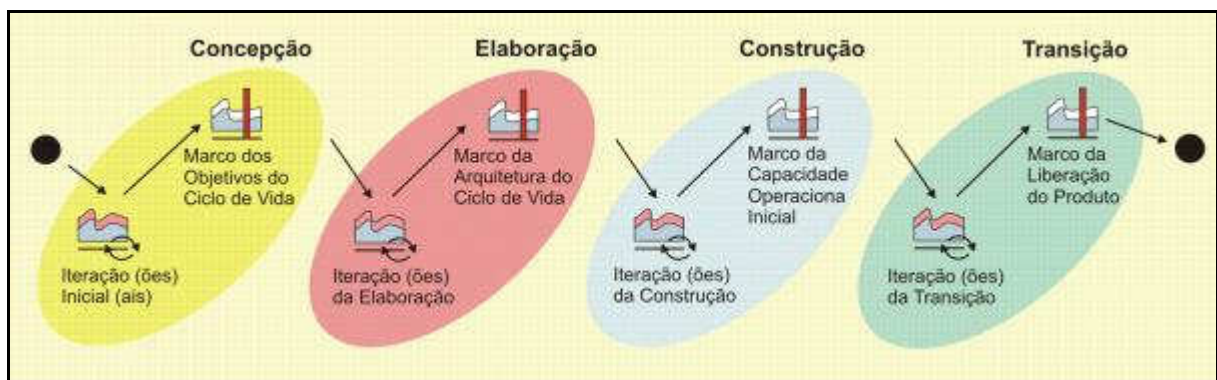 Concepção
Marco dos
Objetivos do
Ciclo de Vida
Iteração (ões)
Inicial (ais)
Elaboração
Marco da
Arquitetura do
Ciclo de Vida
Iteração (ões)
da Elaboração
Construção
Marco da
Capacidade
Operaciona
Inicial
Iteração (ões)
da Construção
Transição
Marco da
Liberação
do Produto
Iteração (ões)
da Transição